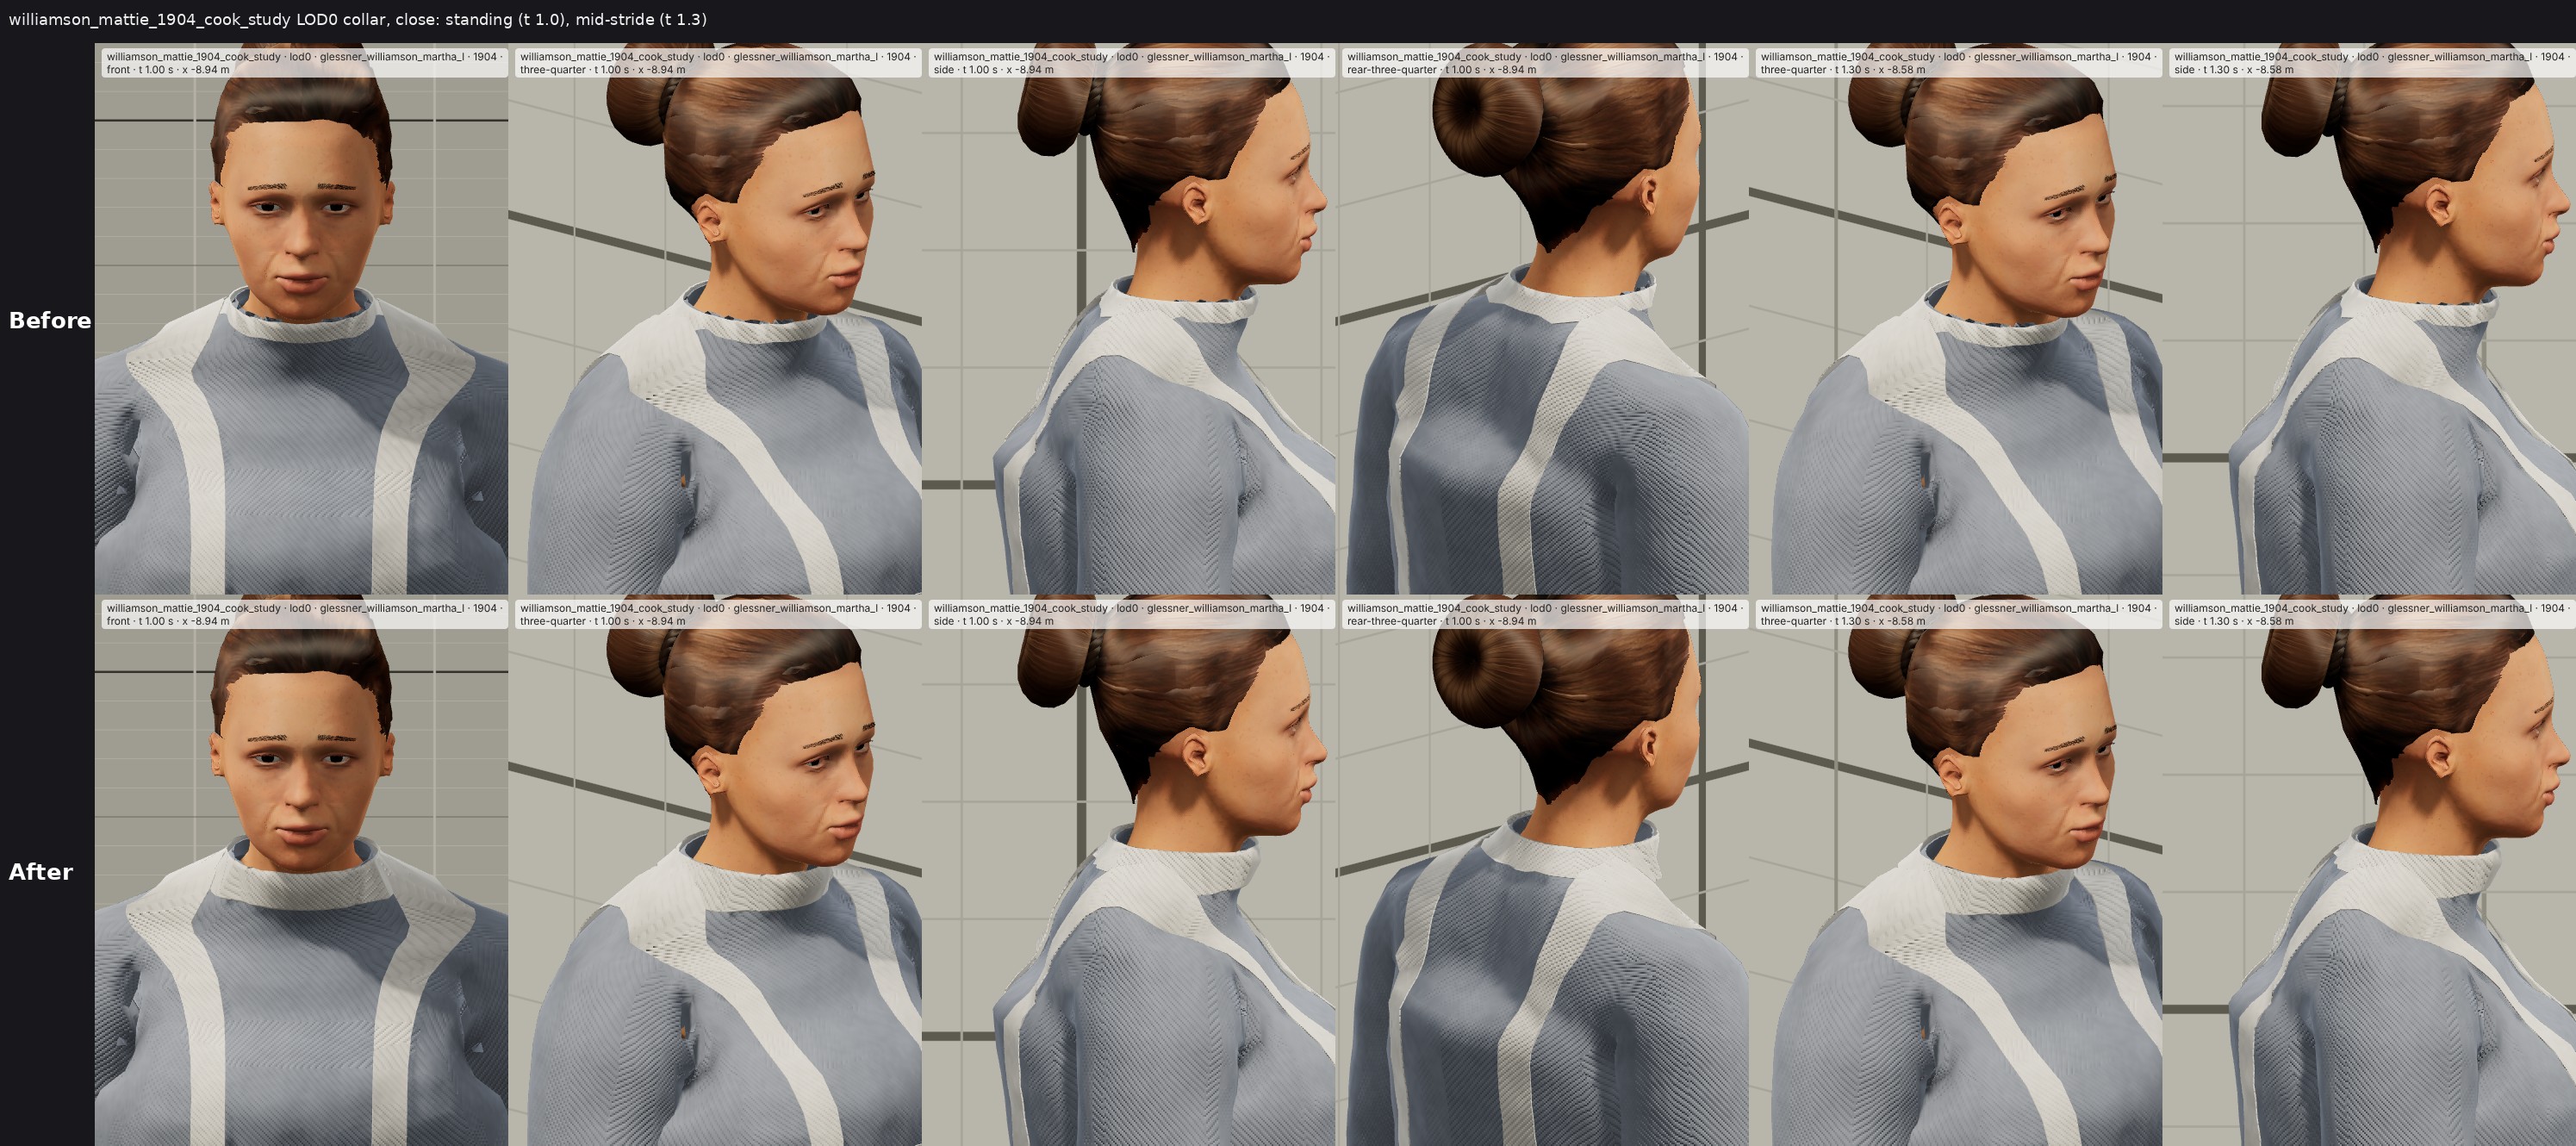 williamson_mattie_1904_cook_study LOD0 collar, close: standing (t 1.0), mid-stride (t 1.3)
williamson_mattie_1904_cook_study · lod0 · glessner_williamson_martha_l · 1904 ·
front · t 1.00 s · x -8.94 m
williamson_mattie_1904_cook_study · lod0 · glessner_williamson_martha_l · 1904 ·
three-quarter · t 1.00 s · x -8.94 m
williamson_mattie_1904_cook_study · lod0 · glessner_williamson_martha_l · 1904 ·
side · t 1.00 s · x -8.94 m
williamson_mattie_1904_cook_study · lod0 · glessner_williamson_martha_l · 1904 ·
rear-three-quarter · t 1.00 s · x -8.94 m
williamson_mattie_1904_cook_study · lod0 · glessner_williamson_martha_l · 1904 ·
three-quarter · t 1.30 s · x -8.58 m
williamson_mattie_1904_cook_study · lod0 · glessner_williamson_martha_l · 1904 ·
side · t 1.30 s · x -8.58 m
Before
williamson_mattie_1904_cook_study · lod0 · glessner_williamson_martha_l · 1904 ·
front · t 1.00 s · x -8.94 m
williamson_mattie_1904_cook_study · lod0 · glessner_williamson_martha_l · 1904 ·
three-quarter · t 1.00 s · x -8.94 m
williamson_mattie_1904_cook_study · lod0 · glessner_williamson_martha_l · 1904 ·
side · t 1.00 s · x -8.94 m
williamson_mattie_1904_cook_study · lod0 · glessner_williamson_martha_l · 1904 ·
rear-three-quarter · t 1.00 s · x -8.94 m
williamson_mattie_1904_cook_study · lod0 · glessner_williamson_martha_l · 1904 ·
three-quarter · t 1.30 s · x -8.58 m
williamson_mattie_1904_cook_study · lod0 · glessner_williamson_martha_l · 1904 ·
side · t 1.30 s · x -8.58 m
After